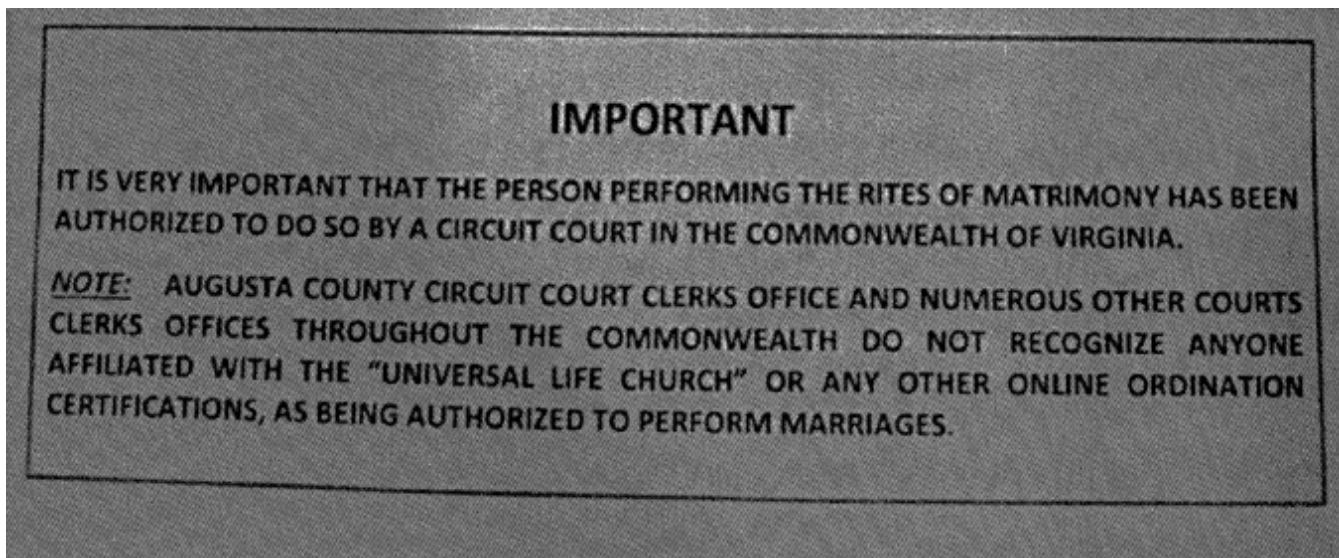 IMPORTANT
IT IS VERY IMPORTANT THAT THE PERSON PERFORMING THE RITES OF MATRIMONY HAS BEEN
AUTHORIZED TO DO SO BY A CIRCUIT COURT IN THE COMMONWEALTH OF VIRGINIA.
NOTE: AUGUSTA COUNTY CIRCUIT COURT CLERKS OFFICE AND NUMEROUS OTHER COURTS
CLERKS OFFICES THROUGHOUT THE COMMONWEALTH DO NOT RECOGNIZE ANYONE
AFFILIATED WITH THE "UNIVERSAL LIFE CHURCH" OR ANY OTHER ONLINE ORDINATION
CERTIFICATIONS, AS BEING AUTHORIZED TO PERFORM MARRIAGES.